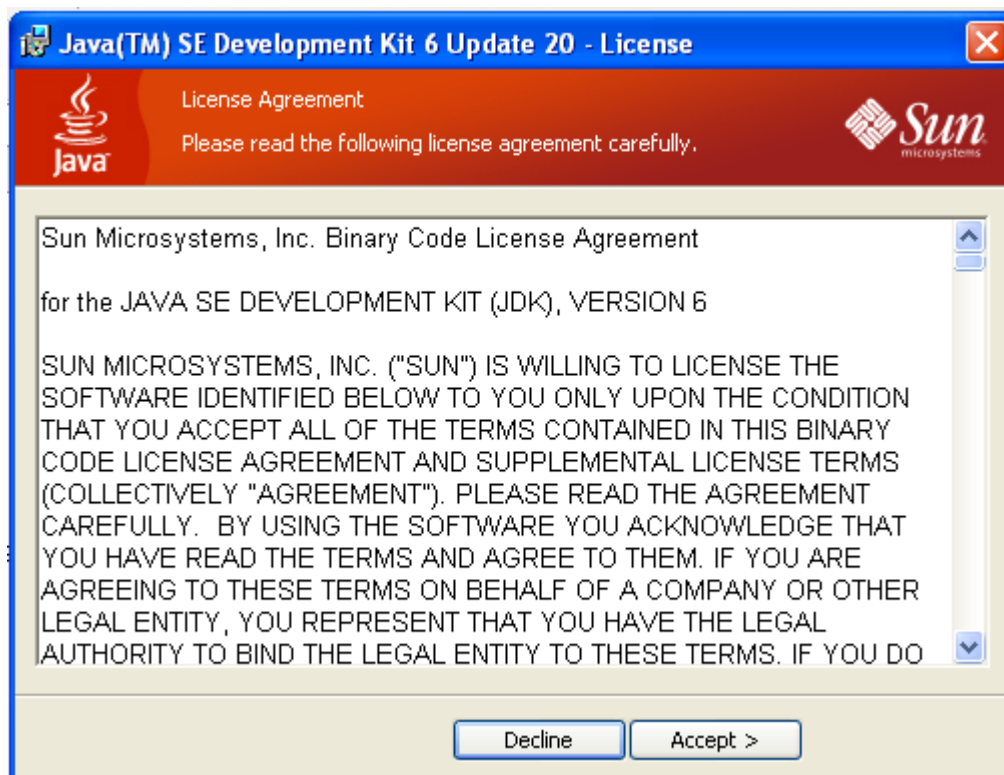 Java(TM) SE Development Kit 6 Update 20 - License
License Agreement
Please read the following license agreement carefully.
Java
Sun
microsystems
Sun Microsystems, Inc. Binary Code License Agreement
for the JAVA SE DEVELOPMENT KIT (JDK), VERSION 6
SUN MICROSYSTEMS, INC. ("SUN") IS WILLING TO LICENSE THE
SOFTWARE IDENTIFIED BELOW TO YOU ONLY UPON THE CONDITION
THAT YOU ACCEPT ALL OF THE TERMS CONTAINED IN THIS BINARY
CODE LICENSE AGREEMENT AND SUPPLEMENTAL LICENSE TERMS
(COLLECTIVELY "AGREEMENT"). PLEASE READ THE AGREEMENT
CAREFULLY.  BY USING THE SOFTWARE YOU ACKNOWLEDGE THAT
YOU HAVE READ THE TERMS AND AGREE TO THEM. IF YOU ARE
AGREEING TO THESE TERMS ON BEHALF OF A COMPANY OR OTHER
LEGAL ENTITY, YOU REPRESENT THAT YOU HAVE THE LEGAL
AUTHORITY TO BIND THE LEGAL ENTITY TO THESE TERMS. IF YOU DO
Decline
Accept >